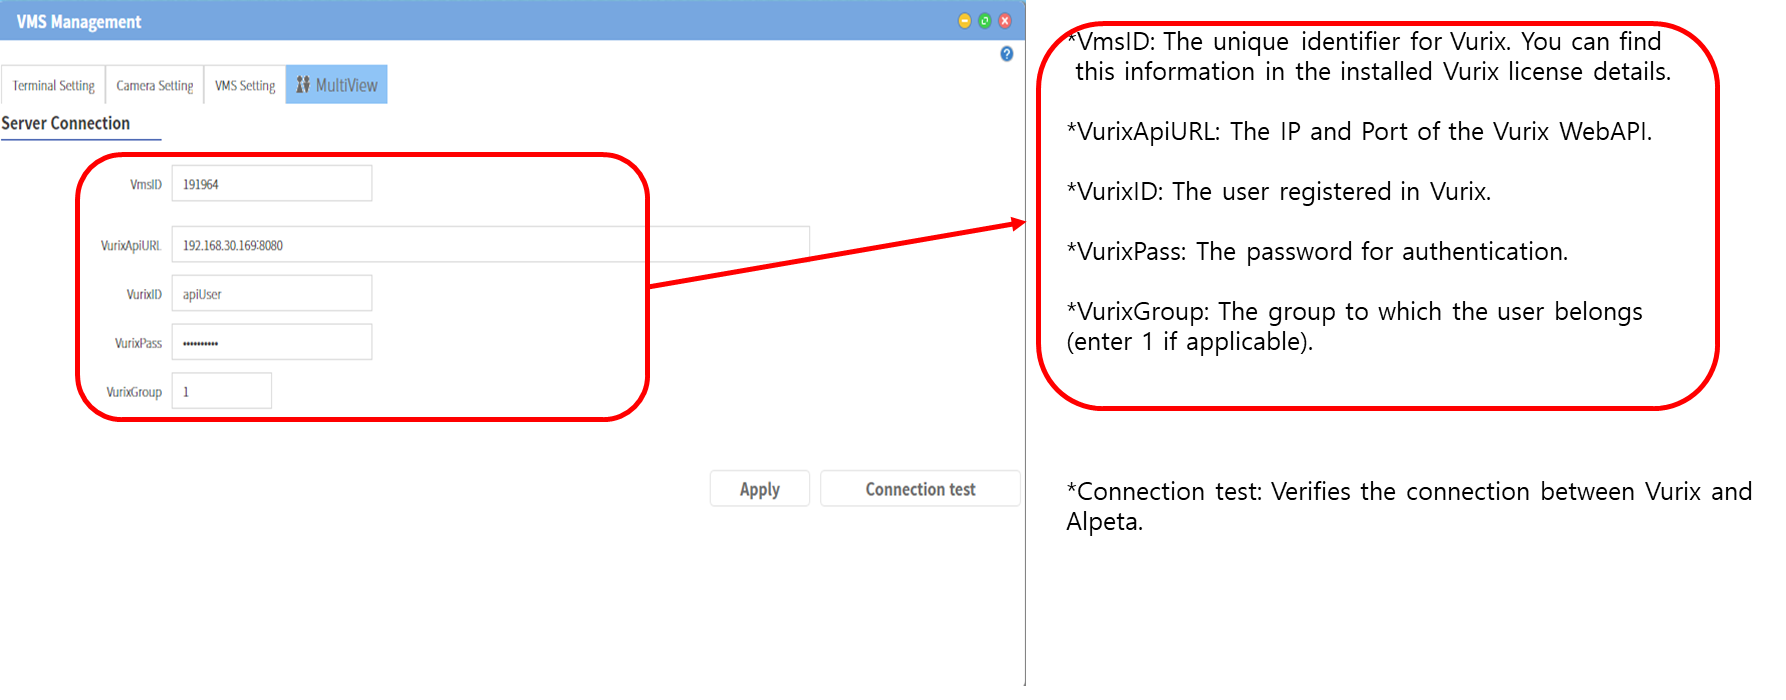 VMS Management
Terminal Setting
Camera Setting
VMS Setting
MultiView
Server Connection
VmsID
191964
VurixApiURL
192.168.30.169:8080
VurixID
apiUser
VurixPass
••••••••••
VurixGroup
1
Apply
Connection test
*VmsID: The unique identifier for Vurix. You can find
this information in the installed Vurix license details.
*VurixApiURL: The IP and Port of the Vurix WebAPI.
*VurixID: The user registered in Vurix.
*VurixPass: The password for authentication.
*VurixGroup: The group to which the user belongs
(enter 1 if applicable).
*Connection test: Verifies the connection between Vurix and
Alpeta.